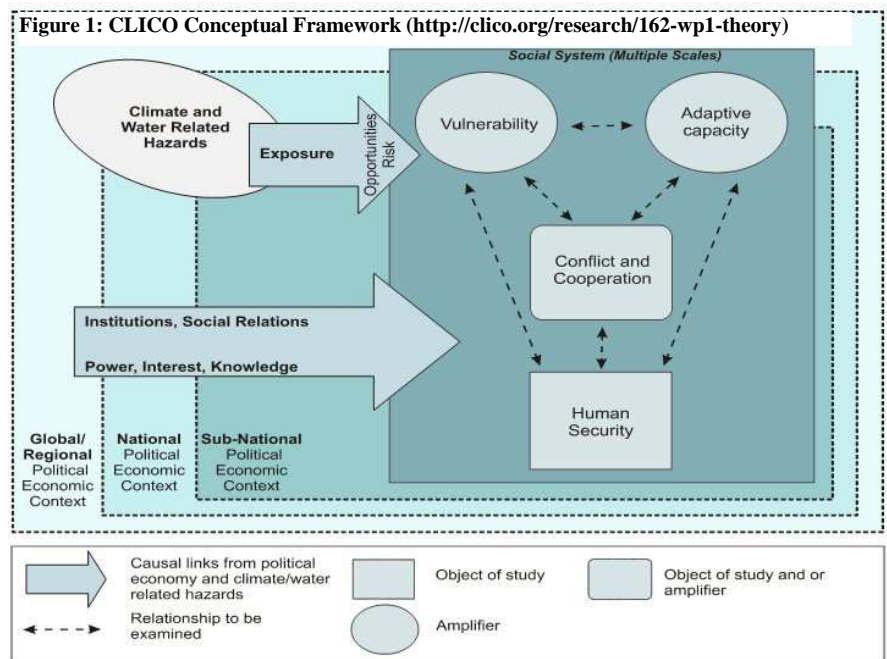 Figure 1: CLICO Conceptual Framework (http://clico.org/research/162-wp1-theory)
Social System (Multiple Scales)
Climate and
Water Related
Hazards
Exposure
Opportunities
Risk
Vulnerability
Adaptive
capacity
Conflict and
Cooperation
Institutions, Social Relations
Power, Interest, Knowledge
Human
Security
Global/
Regional
Political
Economic
Context
National
Political
Economic
Context
Sub-National
Political
Economic
Context
Causal links from political
economy and climate/water
related hazards
Object of study
Object of study and or
amplifier
Relationship to be
examined
Amplifier